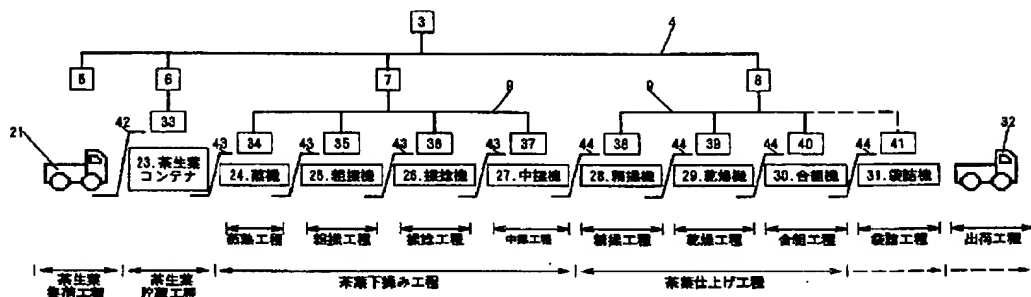 3
4
5
6
7
8
9
9
21
42
33
43
34
43
35
43
36
43
37
44
38
44
39
44
40
44
41
32
23.茶生葉
コンテナ
24.蒸機
25.粗揉機
26.揉捻機
27.中揉機
28.精揉機
29.乾燥機
30.合組機
31.袋詰機
蒸熱工程
粗揉工程
揉捻工程
中揉工程
精揉工程
乾燥工程
合組工程
袋詰工程
出荷工程
茶生葉
集荷工程
茶生葉
貯蔵工程
茶葉下揉み工程
茶葉仕上げ工程